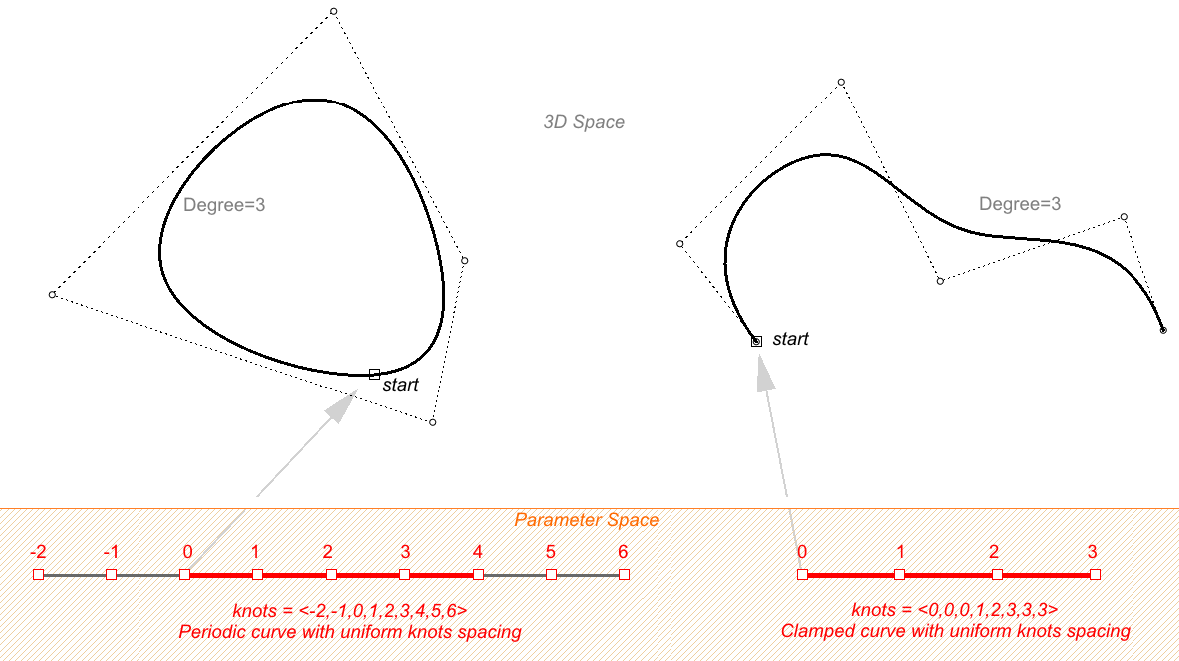 3D Space
Degree=3
Degree=3
start
start
Parameter Space
-2 -1 0 1 2 3 4 5 6
0 1 2 3
knots = <-2,-1,0,1,2,3,4,5,6>
Periodic curve with uniform knots spacing
knots = <0,0,0,1,2,3,3,3>
Clamped curve with uniform knots spacing